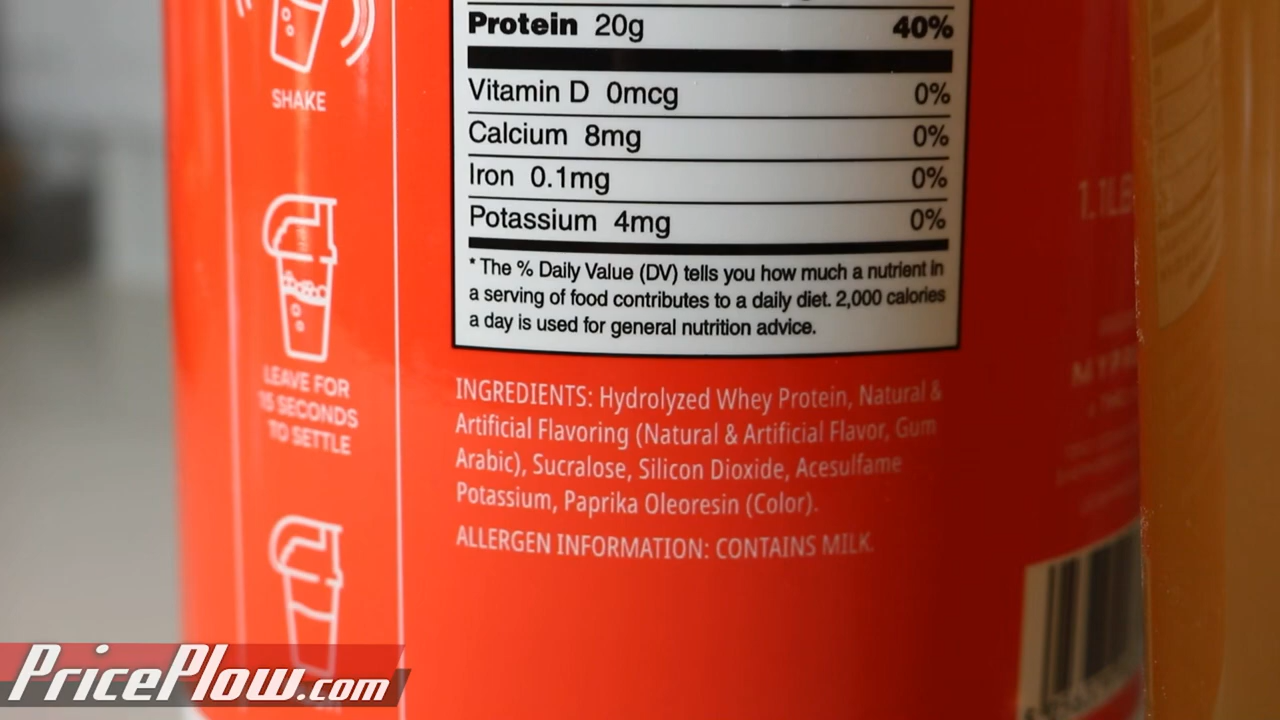 SHAKE
LEAVE FOR
15 SECONDS
TO SETTLE
Protein 20g 40%
Vitamin D 0mcg 0%
Calcium 8mg 0%
Iron 0.1mg 0%
Potassium 4mg 0%
* The % Daily Value (DV) tells you how much a nutrient in
a serving of food contributes to a daily diet. 2,000 calories
a day is used for general nutrition advice.
INGREDIENTS: Hydrolyzed Whey Protein, Natural &
Artificial Flavoring (Natural & Artificial Flavor, Gum
Arabic), Sucralose, Silicon Dioxide, Acesulfame
Potassium, Paprika Oleoresin (Color).
ALLERGEN INFORMATION: CONTAINS MILK.
1.1LB
PricePlow.com